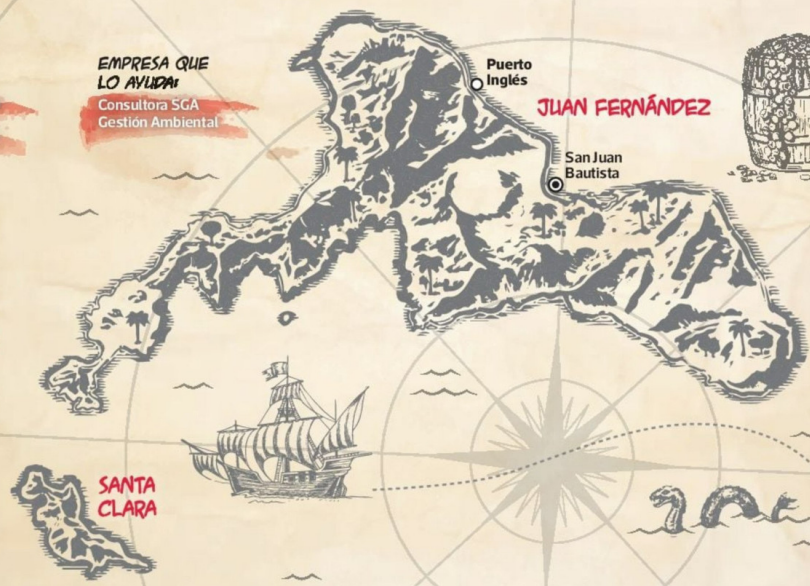 EMPRESA QUE
LO AYUDA:
Consultora SGA
Gestión Ambiental
Puerto
Inglés
JUAN FERNÁNDEZ
San Juan
Bautista
SANTA
CLARA